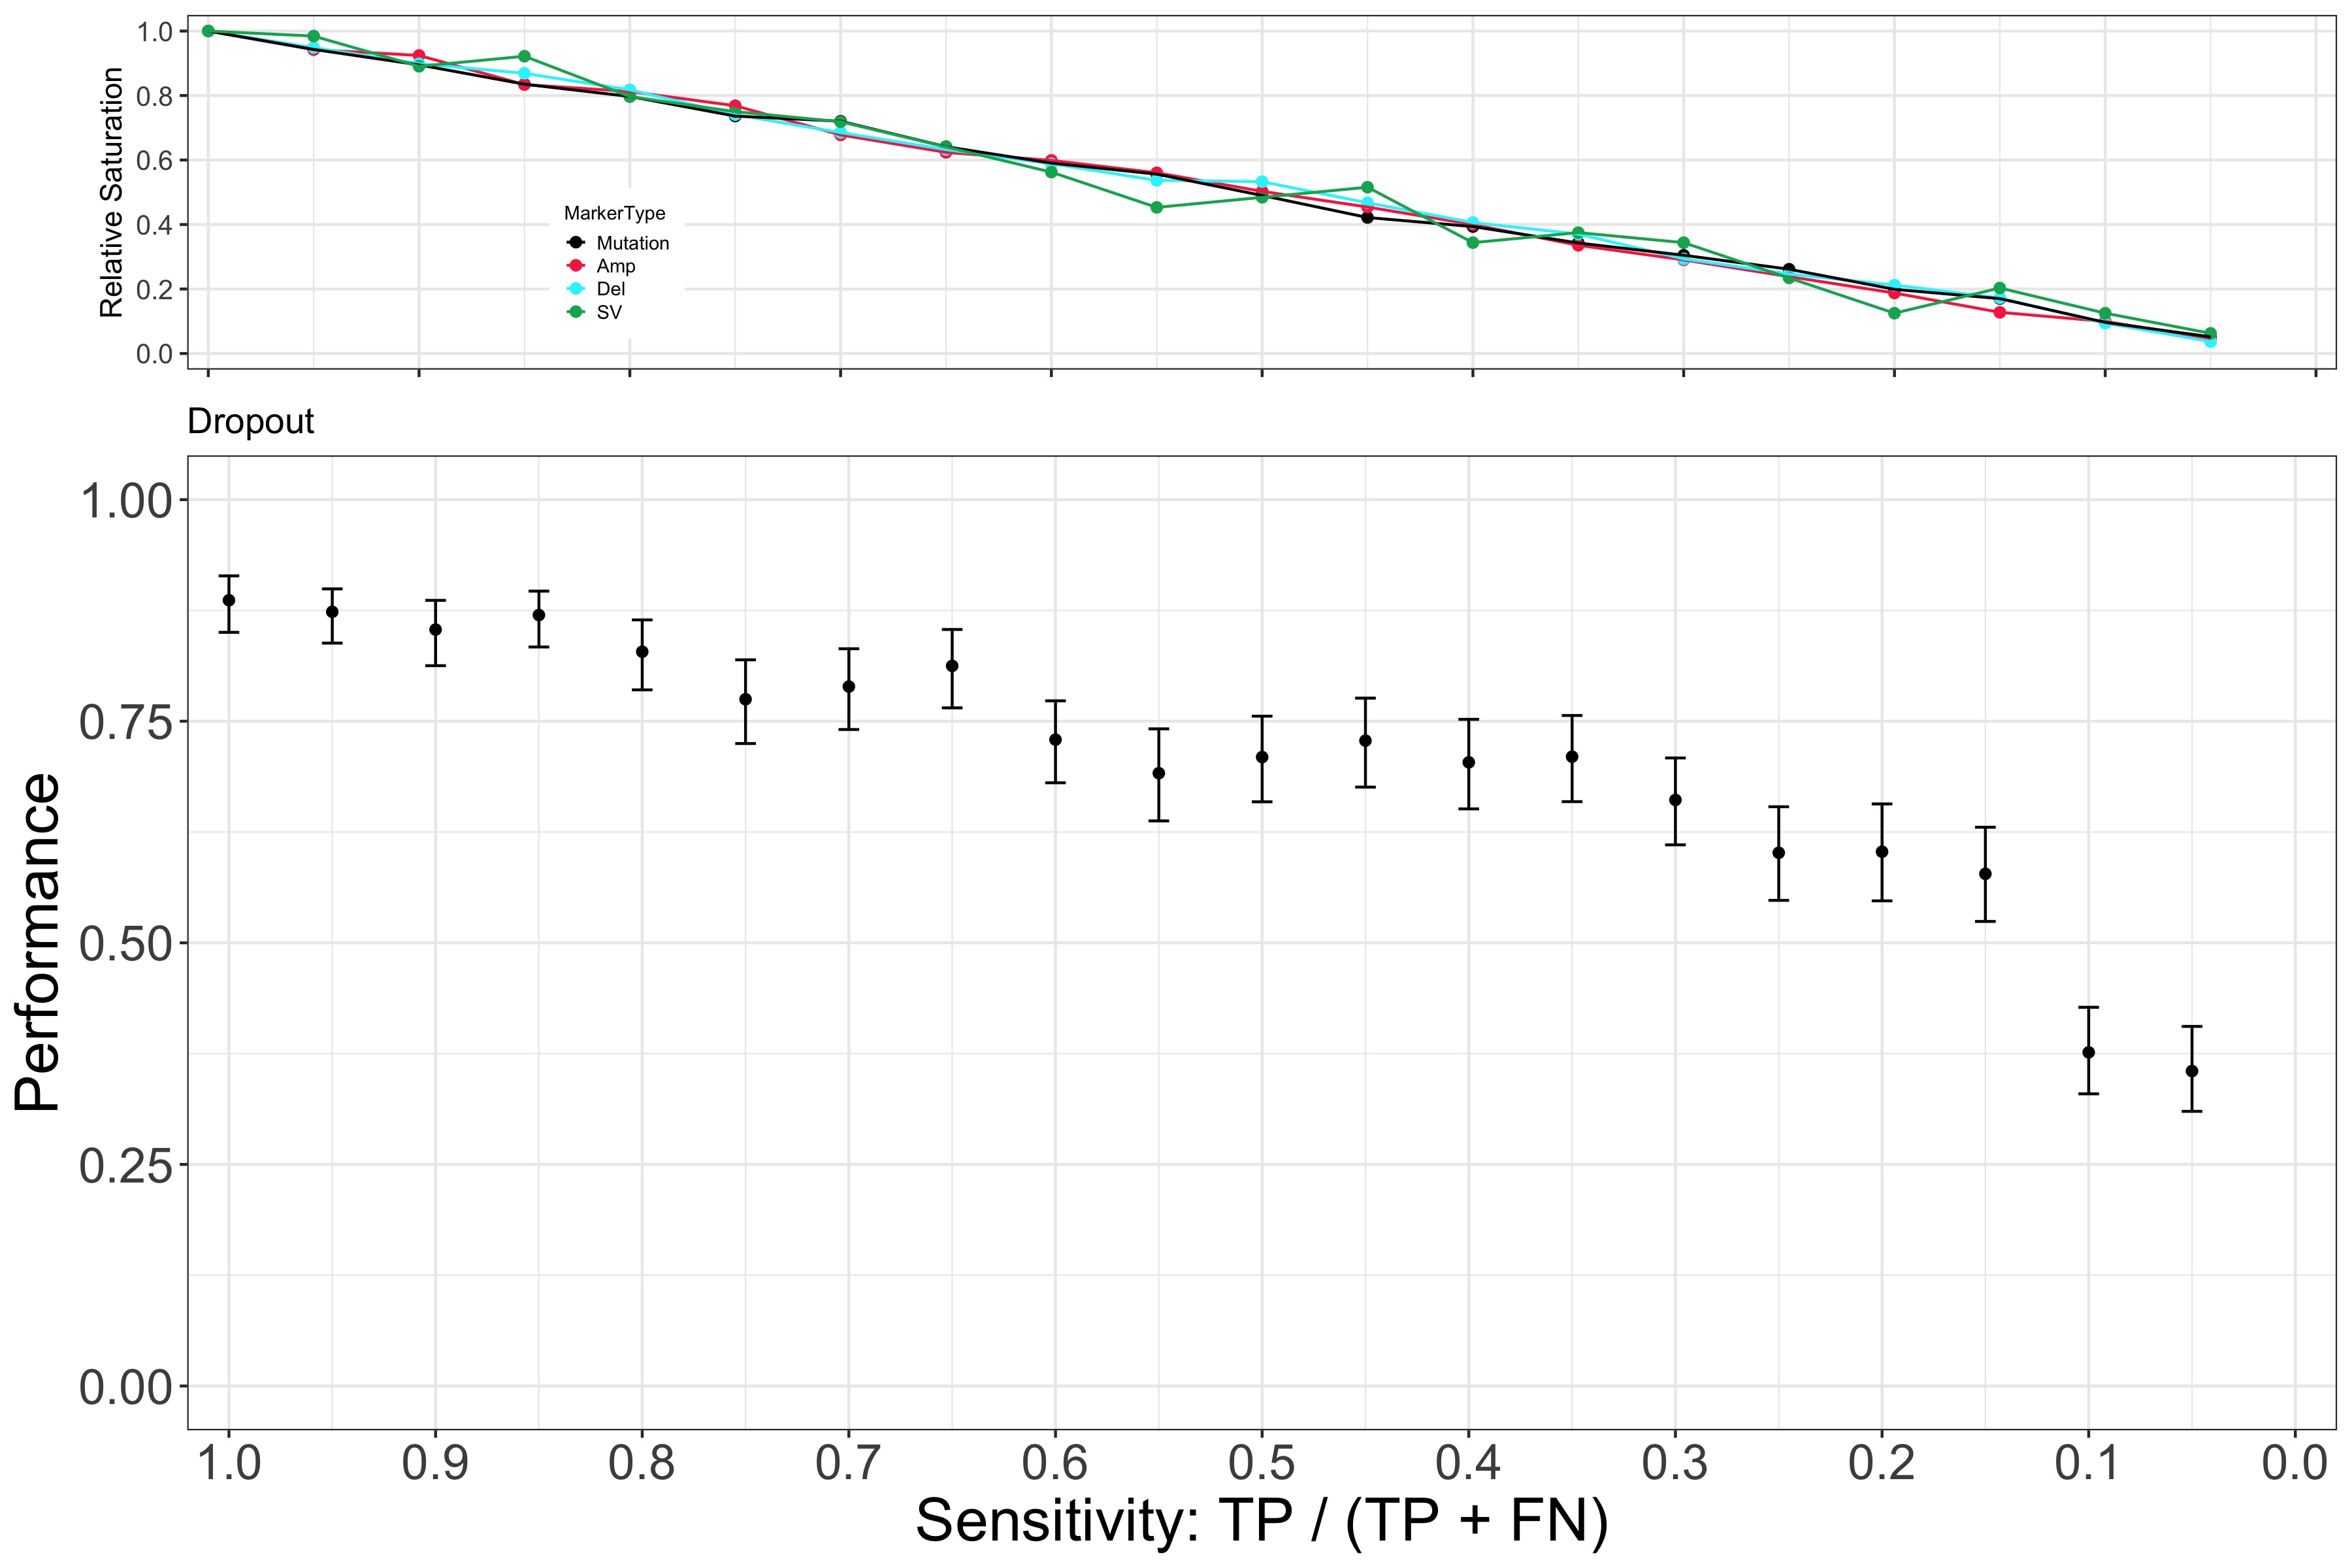 Relative Saturation
1.0
0.8
0.6
0.4
0.2
0.0
MarkerType
Mutation
Amp
Del
SV
Dropout
Performance
1.00
0.75
0.50
0.25
0.00
1.0 0.9 0.8 0.7 0.6 0.5 0.4 0.3 0.2 0.1 0.0
Sensitivity: TP / (TP + FN)